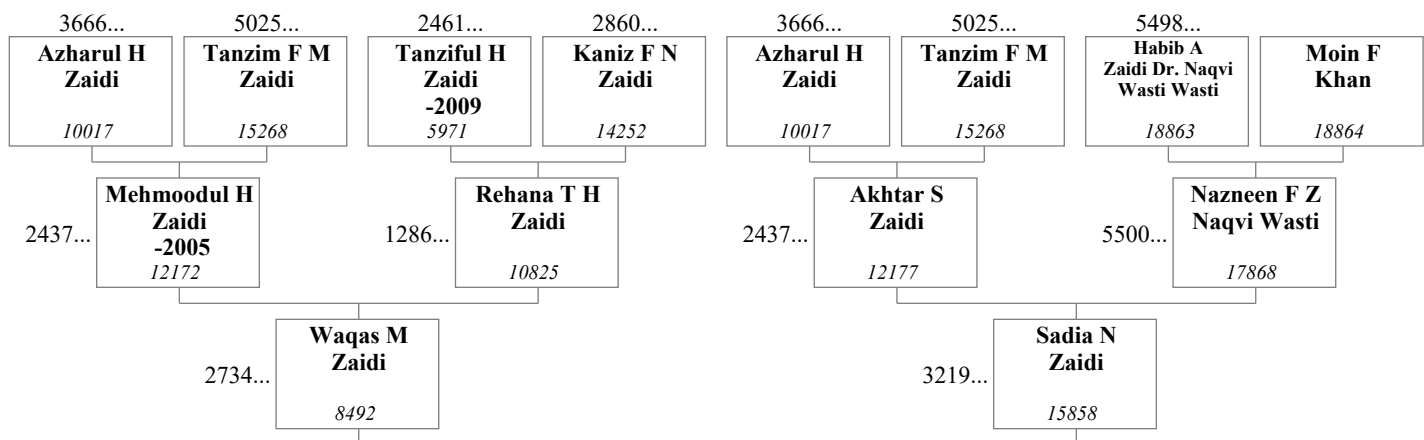 3666... 5025... 2461... 2860... 3666... 5025... 5498...
Azharul H
Zaidi
10017
Tanzim F M
Zaidi
15268
Tanziful H
Zaidi
-2009
5971
Kaniz F N
Zaidi
14252
Azharul H
Zaidi
10017
Tanzim F M
Zaidi
15268
Habib A
Zaidi Dr. Naqvi
Wasti Wasti
18863
Moin F
Khan
18864
2437...
Mehmoodul H
Zaidi
-2005
12172
1286...
Rehana T H
Zaidi
10825
2437...
Akhtar S
Zaidi
12177
5500...
Nazneen F Z
Naqvi Wasti
17868
2734...
Waqas M
Zaidi
8492
3219...
Sadia N
Zaidi
15858